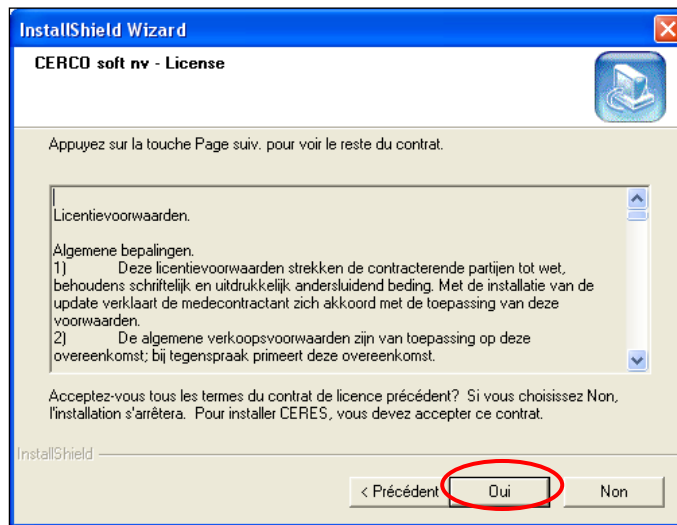 InstallShield Wizard
CERCO soft nv - License
Appuyez sur la touche Page suiv. pour voir le reste du contrat.
Licentievoorwaarden.
Algemene bepalingen.
1) Deze licentievoorwaarden strekken de contracterende partijen tot wet,
behoudens schriftelijk en uitdrukkelijk andersluidend beding. Met de installatie van de
update verklaart de medecontractant zich akkoord met de toepassing van deze
voorwaarden.
2) De algemene verkoopsvoorwaarden zijn van toepassing op deze
overeenkomst; bij tegenspraak primeert deze overeenkomst.
Acceptez-vous tous les termes du contrat de licence précédent? Si vous choisissez Non,
l'installation s'arrêtera. Pour installer CERES, vous devez accepter ce contrat.
InstallShield
< Précédent Oui Non